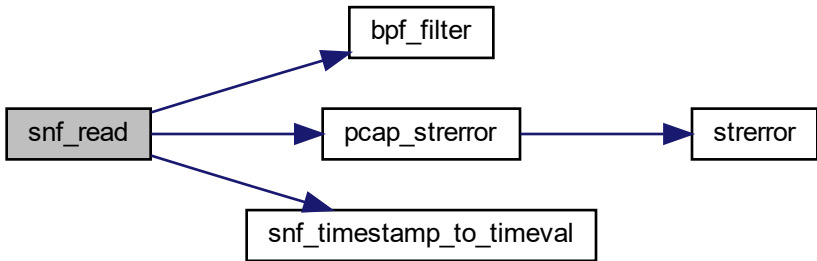 bpf_filter
snf_read
pcap_strerror
strerror
snf_timestamp_to_timeval